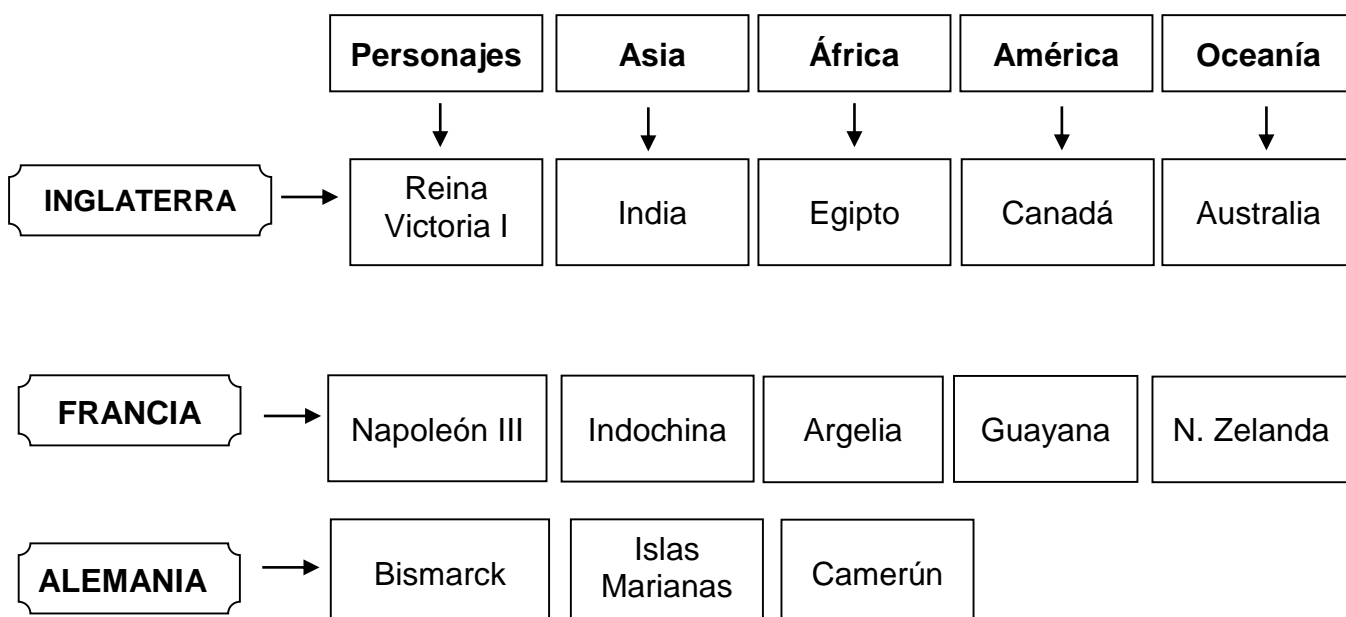 Personajes Asia África América Oceanía
INGLATERRA
Reina
Victoria I
India Egipto Canadá Australia
FRANCIA Napoleón III Indochina Argelia Guayana N. Zelanda
ALEMANIA Bismarck
Islas
Marianas
Camerún